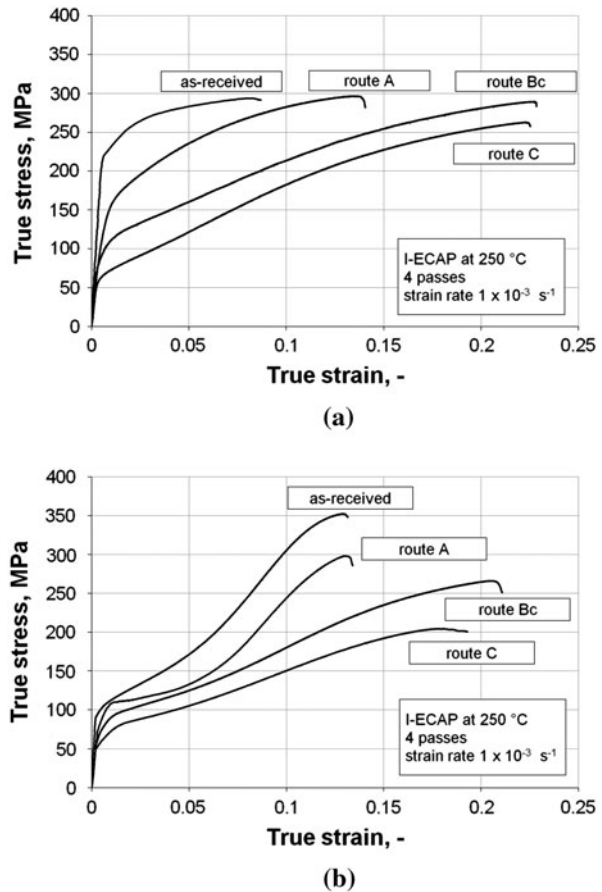 400
350
300
250
200
150
100
50
0
True stress, MPa
as-received
route A
route Bc
route C
I-ECAP at 250 °C
4 passes
strain rate 1 x 10⁻³ s⁻¹
0 0.05 0.1 0.15 0.2 0.25
True strain, -
(a)
400
350
300
250
200
150
100
50
0
True stress, MPa
as-received
route A
route Bc
route C
I-ECAP at 250 °C
4 passes
strain rate 1 x 10⁻³ s⁻¹
0 0.05 0.1 0.15 0.2 0.25
True strain, -
(b)